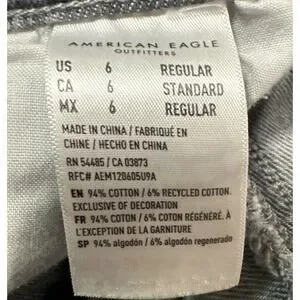 AMERICAN EAGLE
OUTFITTERS
US 6 REGULAR
CA 6 STANDARD
MX 6 REGULAR
MADE IN CHINA / FABRIQUÉ EN
CHINE / HECHO EN CHINA
RN 54485 / CA 03873
RFC# AEM120605U9A
EN 94% COTTON / 6% RECYCLED COTTON.
EXCLUSIVE OF DECORATION
FR 94% COTON / 6% COTON RÉGÉNÉRÉ. À
L'EXCEPTION DE LA GARNITURE
SP 94% algodón / 6% algodón regenerado